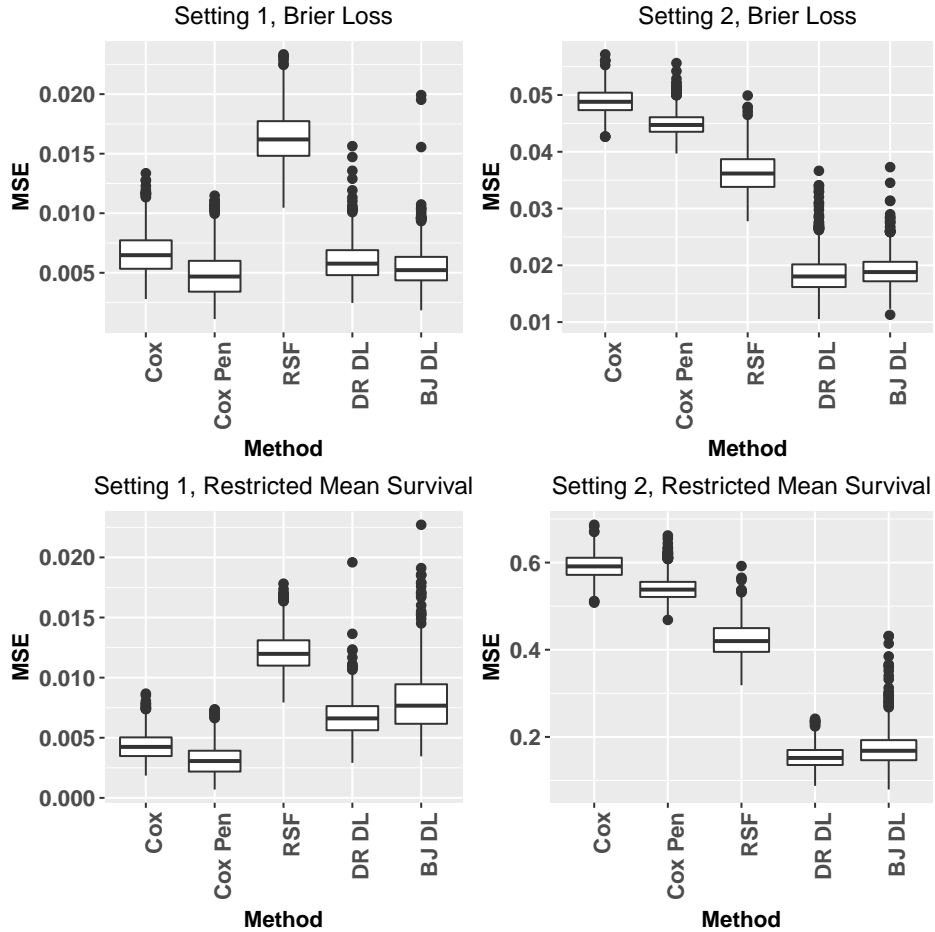 Setting 1, Brier Loss
MSE
0.020
0.015
0.010
0.005
Cox
Cox Pen
RSF
DR DL
BJ DL
Method
Setting 2, Brier Loss
MSE
0.05
0.04
0.03
0.02
0.01
Cox
Cox Pen
RSF
DR DL
BJ DL
Method
Setting 1, Restricted Mean Survival
MSE
0.020
0.015
0.010
0.005
0.000
Cox
Cox Pen
RSF
DR DL
BJ DL
Method
Setting 2, Restricted Mean Survival
MSE
0.6
0.4
0.2
Cox
Cox Pen
RSF
DR DL
BJ DL
Method